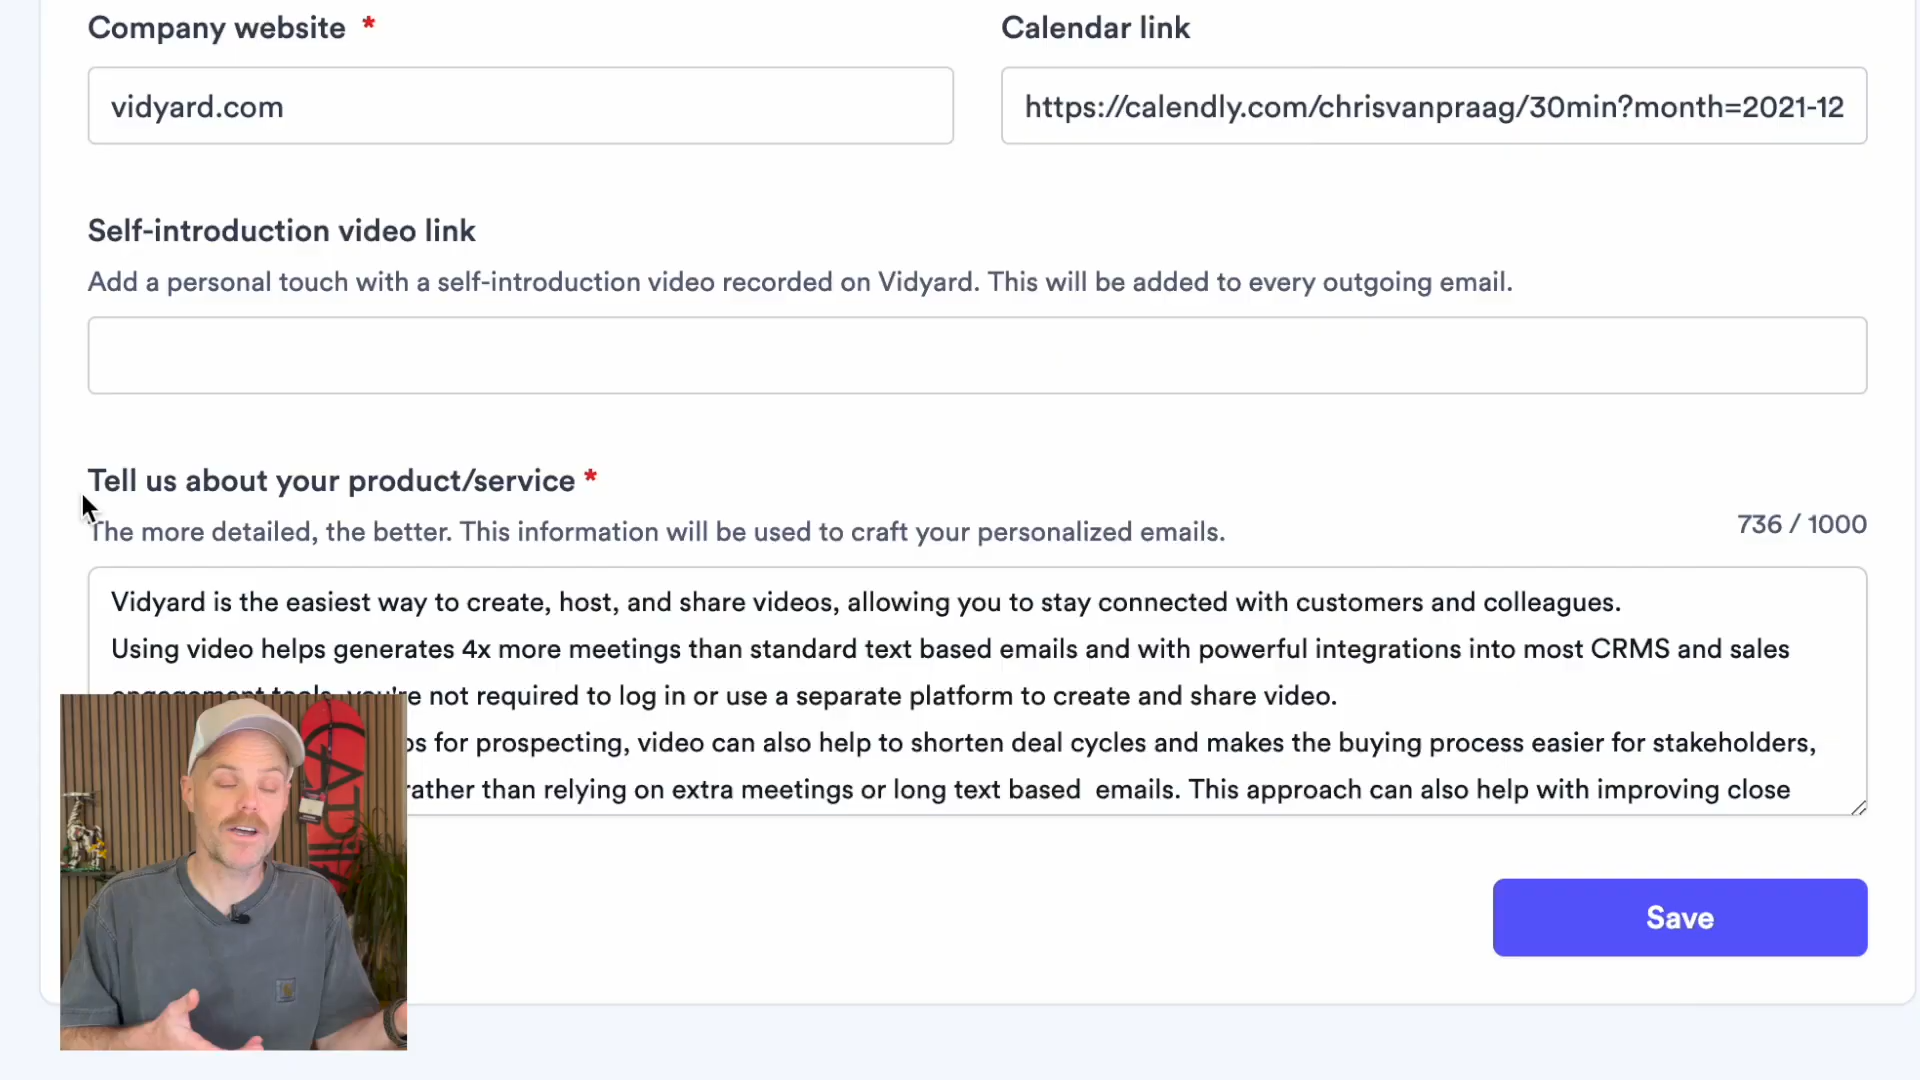 Company website *
Calendar link
vidyard.com
https://calendly.com/chrisvanpraag/30min?month=2021-12
Self-introduction video link
Add a personal touch with a self-introduction video recorded on Vidyard. This will be added to every outgoing email.
Tell us about your product/service *
The more detailed, the better. This information will be used to craft your personalized emails.
736 / 1000
Vidyard is the easiest way to create, host, and share videos, allowing you to stay connected with customers and colleagues.
Using video helps generates 4x more meetings than standard text based emails and with powerful integrations into most CRMS and sales
engagement tools, you're not required to log in or use a separate platform to create and share video.
for prospecting, video can also help to shorten deal cycles and makes the buying process easier for stakeholders,
rather than relying on extra meetings or long text based  emails. This approach can also help with improving close
Save